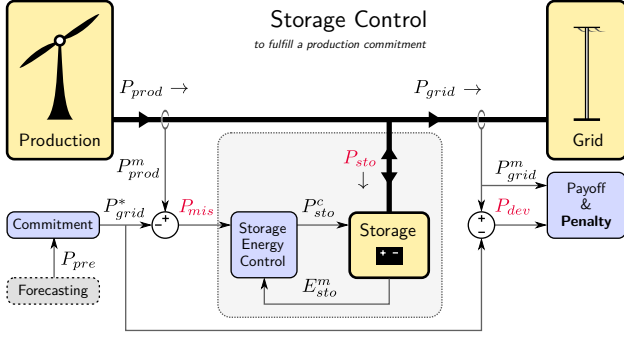 Storage Control
to fulfill a production commitment
P_prod →
P_grid →
Production
Grid
P^m_prod
P_sto
↓
P^m_grid
P*_grid
P_mis
P^c_sto
P_dev
Payoff
&
Penalty
Commitment
+
−
Storage
Energy
Control
Storage
+ −
+
−
P_pre
Forecasting
E^m_sto